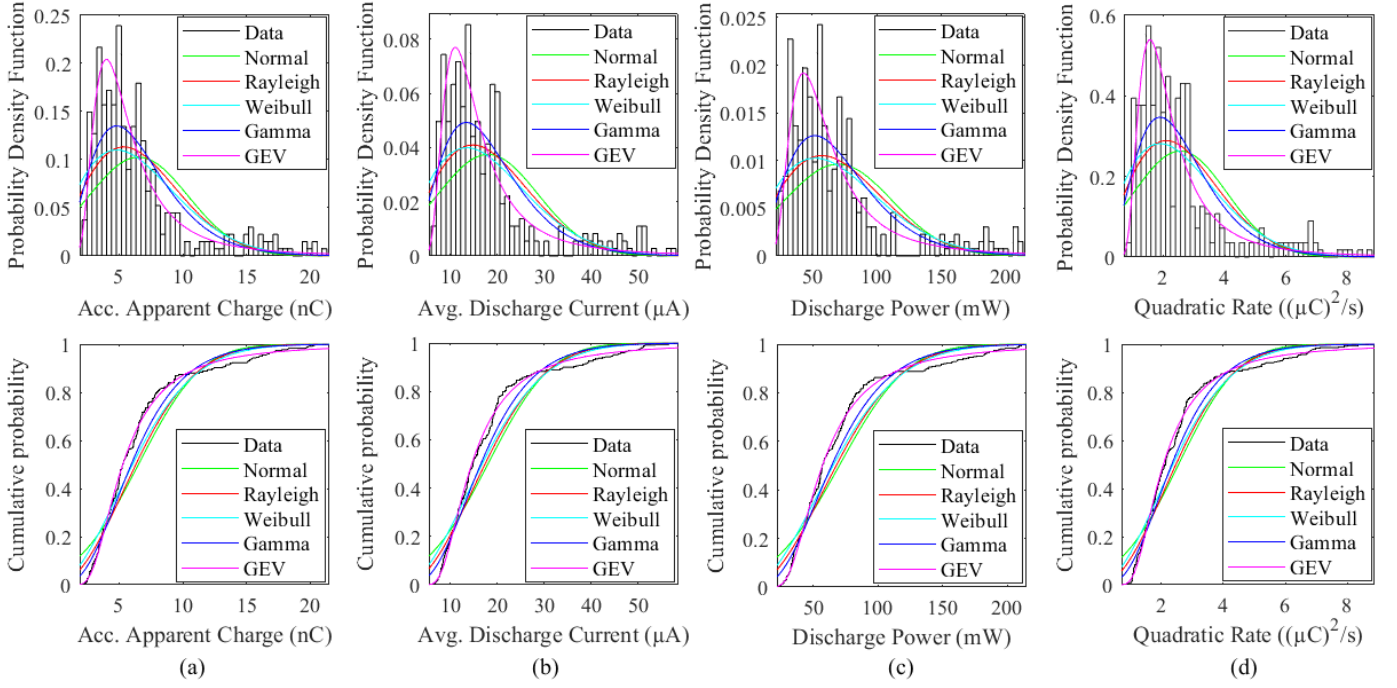 Probability Density Function
0.25
0.2
0.15
0.1
0.05
0
Data
Normal
Rayleigh
Weibull
Gamma
GEV
5 10 15 20
Acc. Apparent Charge (nC)
Probability Density Function
0.08
0.06
0.04
0.02
0
Data
Normal
Rayleigh
Weibull
Gamma
GEV
10 20 30 40 50
Avg. Discharge Current (μA)
Probability Density Function
0.025
0.02
0.015
0.01
0.005
0
Data
Normal
Rayleigh
Weibull
Gamma
GEV
50 100 150 200
Discharge Power (mW)
Probability Density Function
0.6
0.4
0.2
0
Data
Normal
Rayleigh
Weibull
Gamma
GEV
2 4 6 8
Quadratic Rate ((μC)²/s)
Cumulative probability
1
0.8
0.6
0.4
0.2
0
Data
Normal
Rayleigh
Weibull
Gamma
GEV
5 10 15 20
Acc. Apparent Charge (nC)
(a)
Cumulative probability
1
0.8
0.6
0.4
0.2
0
Data
Normal
Rayleigh
Weibull
Gamma
GEV
10 20 30 40 50
Avg. Discharge Current (μA)
(b)
Cumulative probability
1
0.8
0.6
0.4
0.2
0
Data
Normal
Rayleigh
Weibull
Gamma
GEV
50 100 150 200
Discharge Power (mW)
(c)
Cumulative probability
1
0.8
0.6
0.4
0.2
0
Data
Normal
Rayleigh
Weibull
Gamma
GEV
2 4 6 8
Quadratic Rate ((μC)²/s)
(d)